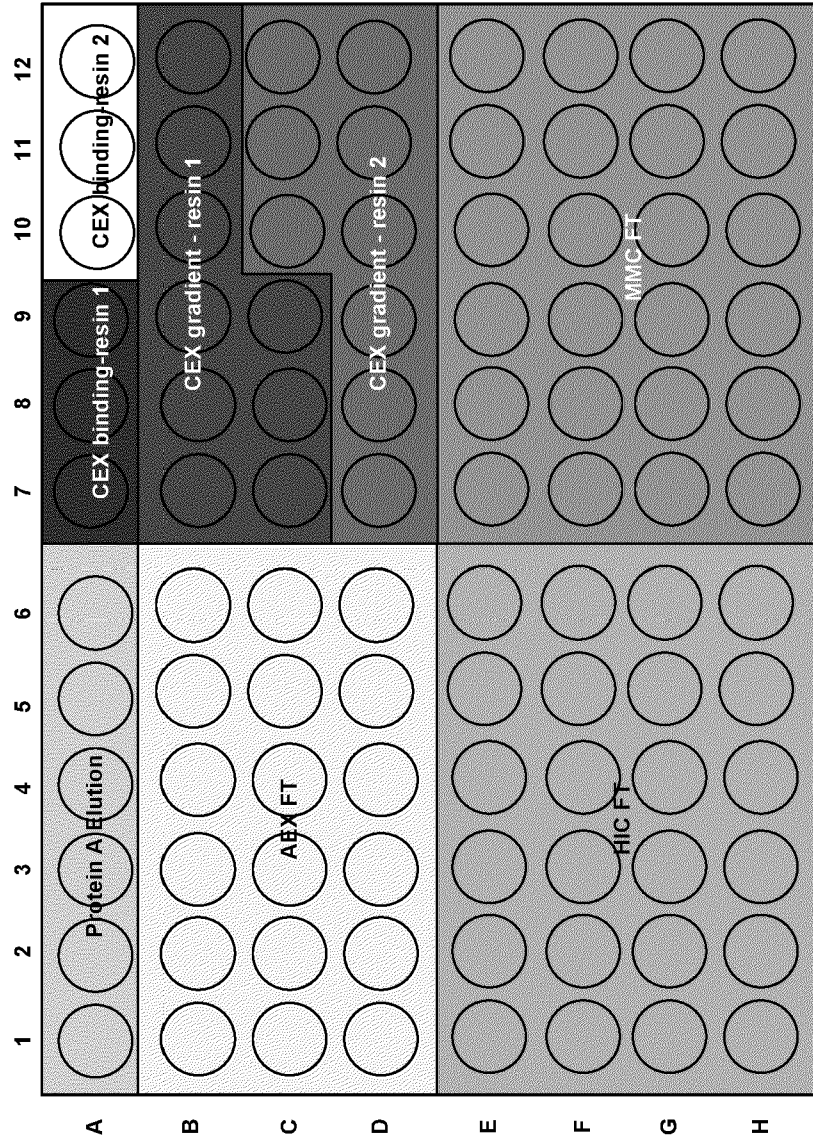 1 2 3 4 5 6 7 8 9 10 11 12
A
B
C
D
E
F
G
H
Protein A Elution
CEX binding-resin 1
CEX binding-resin 2
AEX FT
CEX gradient - resin 1
CEX gradient - resin 2
HIC FT
MMC FT